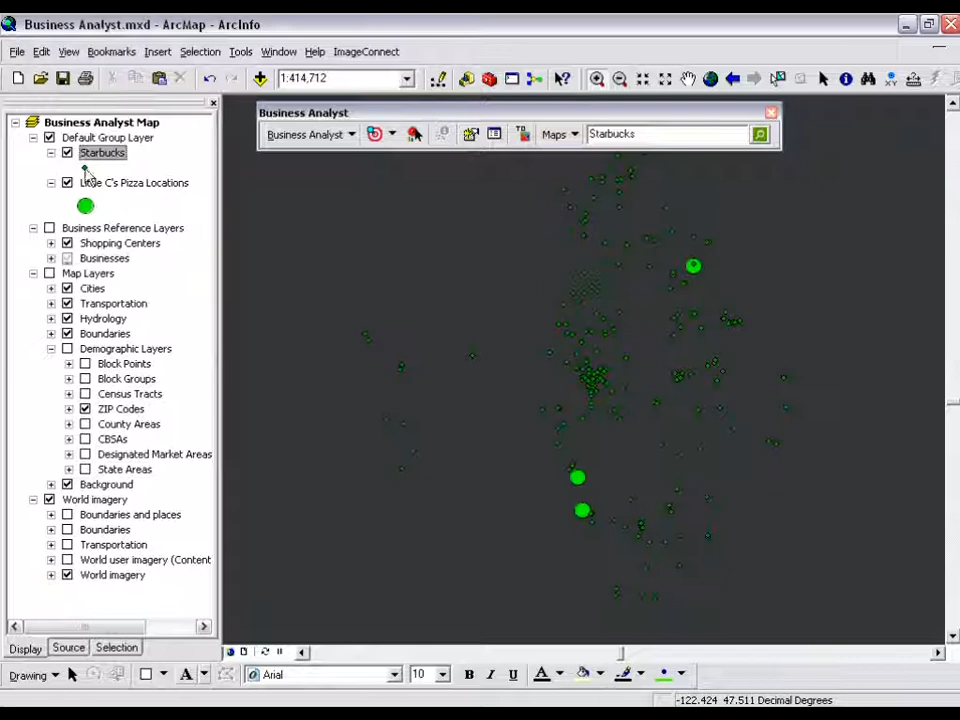 Business Analyst.mxd - ArcMap - ArcInfo
File Edit View Bookmarks Insert Selection Tools Window Help ImageConnect
1:414,712
Business Analyst
Business Analyst Maps Starbucks
Business Analyst Map
Default Group Layer
Starbucks
C's Pizza Locations
Business Reference Layers
Shopping Centers
Businesses
Map Layers
Cities
Transportation
Hydrology
Boundaries
Demographic Layers
Block Points
Block Groups
Census Tracts
ZIP Codes
County Areas
CBSAs
Designated Market Areas
State Areas
Background
World imagery
Boundaries and places
Boundaries
Transportation
World user imagery (Content
World imagery
Display Source Selection
Drawing A Arial 10 B I U A
-122.424 47.511 Decimal Degrees